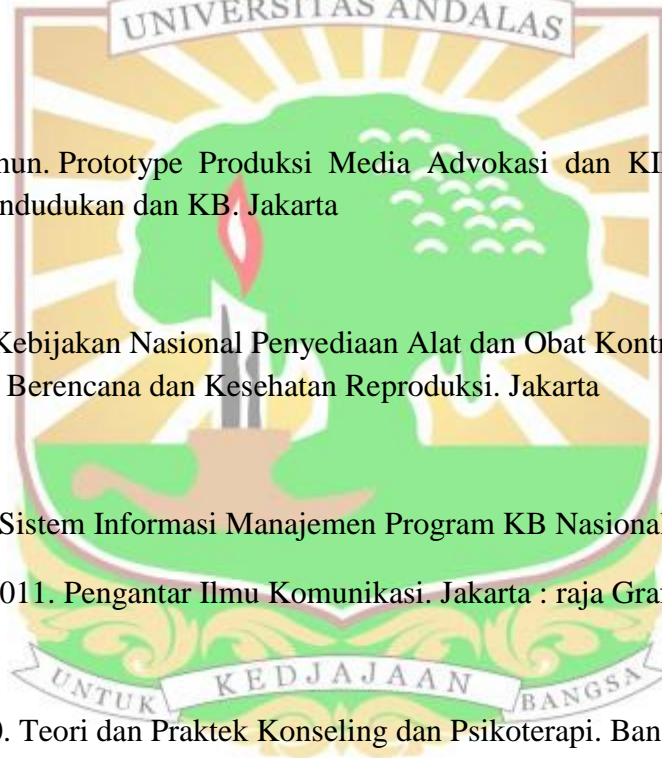 UNIVERSITAS ANDALAS
hun. Prototype Produksi Media Advokasi dan
ndudukan dan KB. Jakarta
Kebijakan Nasional Penyediaan Alat dan Obat Kontr
Berencana dan Kesehatan Reproduksi. Jakarta
Sistem Informasi Manajemen Program KB Nasional
011. Pengantar Ilmu Komunikasi. Jakarta : raja Gra
UNTUK KEDJAJAAN BANGSA
0. Teori dan Praktek Konseling dan Psikoterapi. Ban